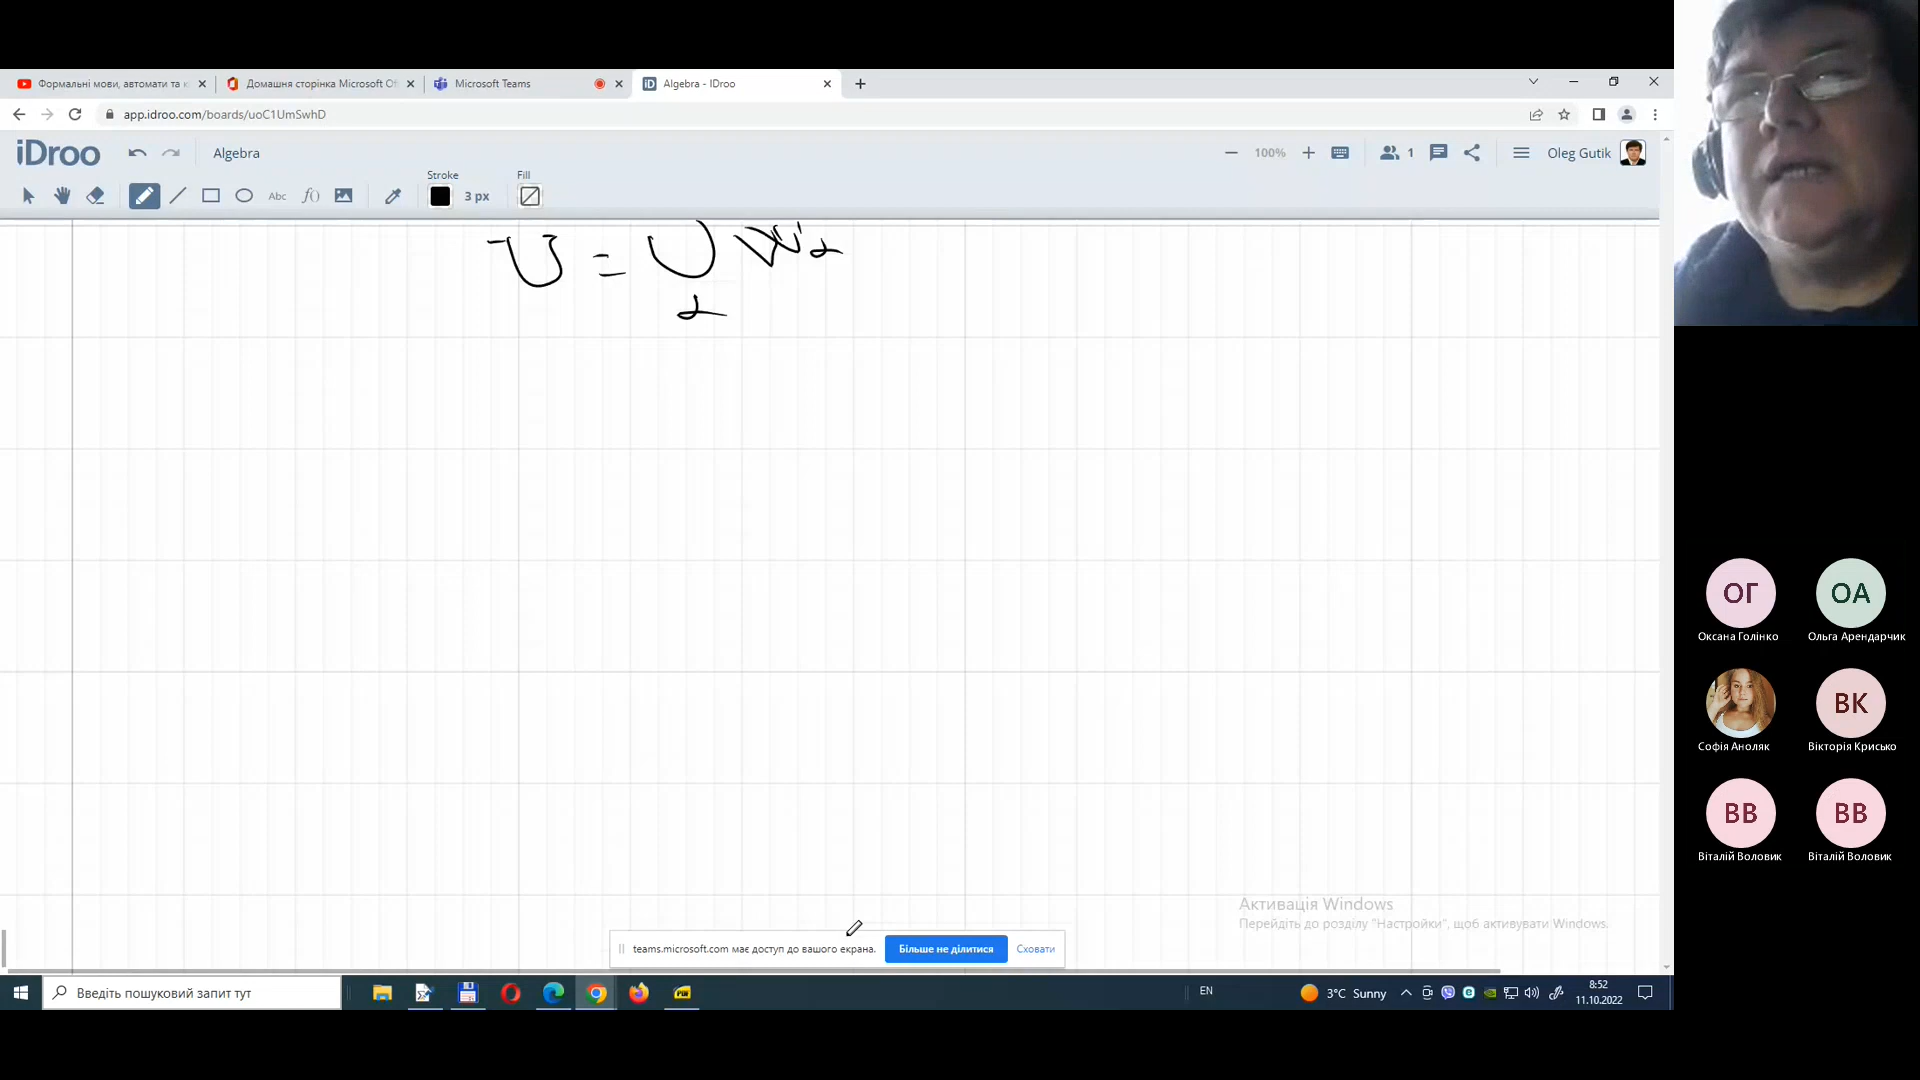 Формальні мови, автомати та к
Домашня сторінка Microsoft Of
Microsoft Teams
iD Algebra - IDroo
app.idroo.com/boards/uoC1UmSwhD
iDroo
Algebra
100%
1
Oleg Gutik
Stroke
Fill
Abc
f()
3 px
U = ∪ W α
α
ОГ
ОА
Оксана Голінко
Ольга Арендарчик
ВК
Софія Аноляк
Вікторія Крисько
ВВ
ВВ
Віталій Воловик
Віталій Воловик
Активація Windows
Перейдіть до розділу "Настройки", щоб активувати Windows.
teams.microsoft.com має доступ до вашого екрана.
Більше не ділитися
Сховати
Введіть пошуковий запит тут
EN
3°C Sunny
8:52
11.10.2022